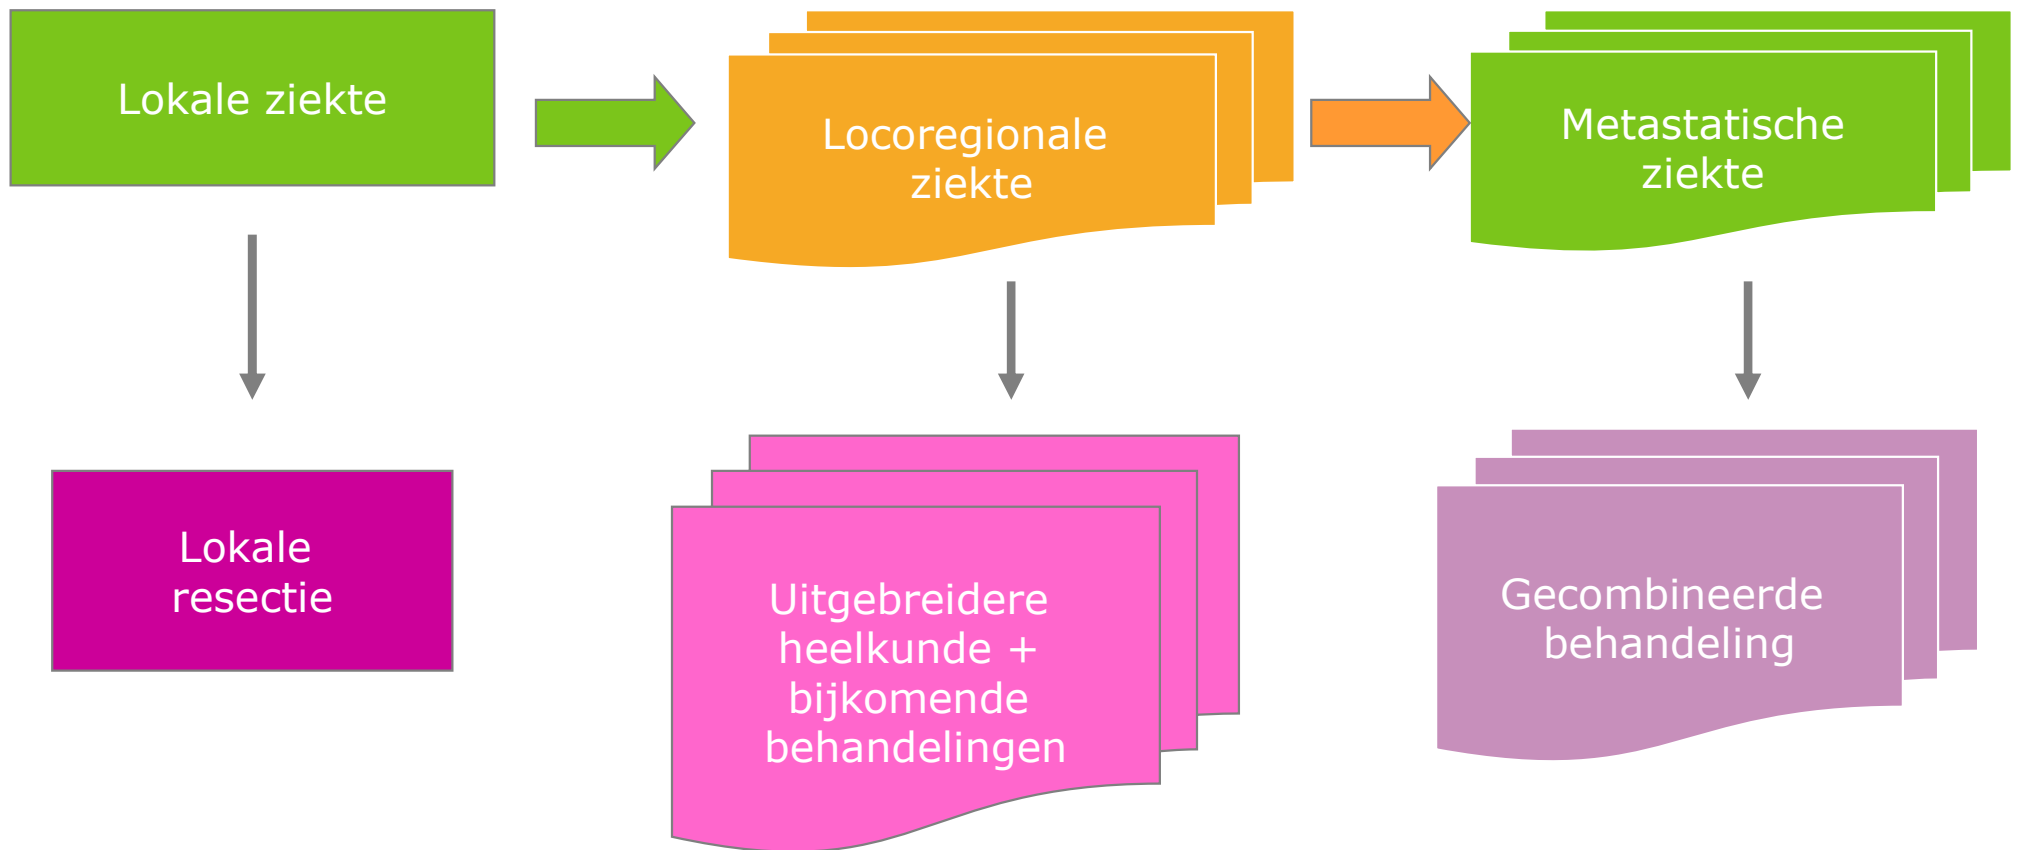 Lokale ziekte
Locoregionale
ziekte
Metastatische
ziekte
Lokale
resectie
Uitgebreidere
heelkunde +
bijkomende
behandelingen
Gecombineerde
behandeling